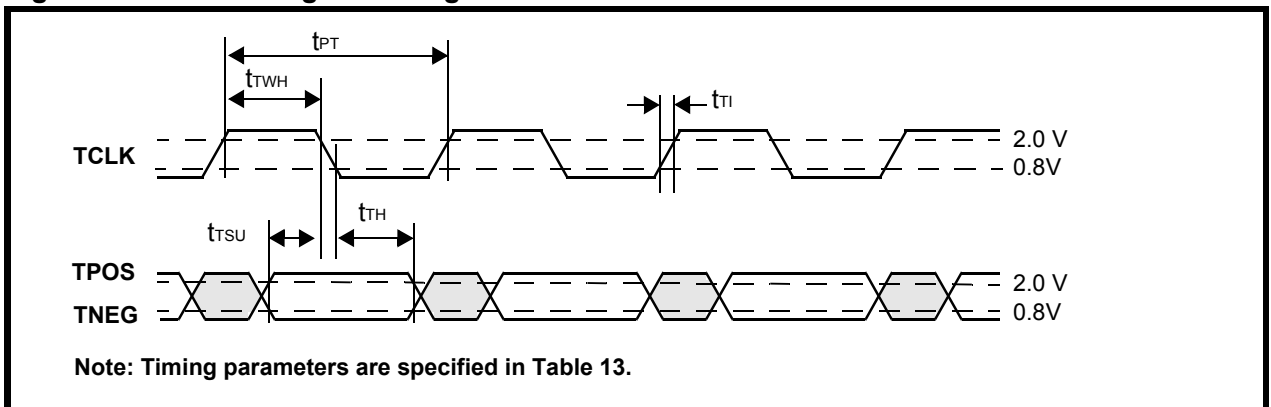 tPT
tTWH
tTI
TCLK
2.0 V
0.8V
tTSU
tTH
TPOS
TNEG
2.0 V
0.8V
Note: Timing parameters are specified in Table 13.